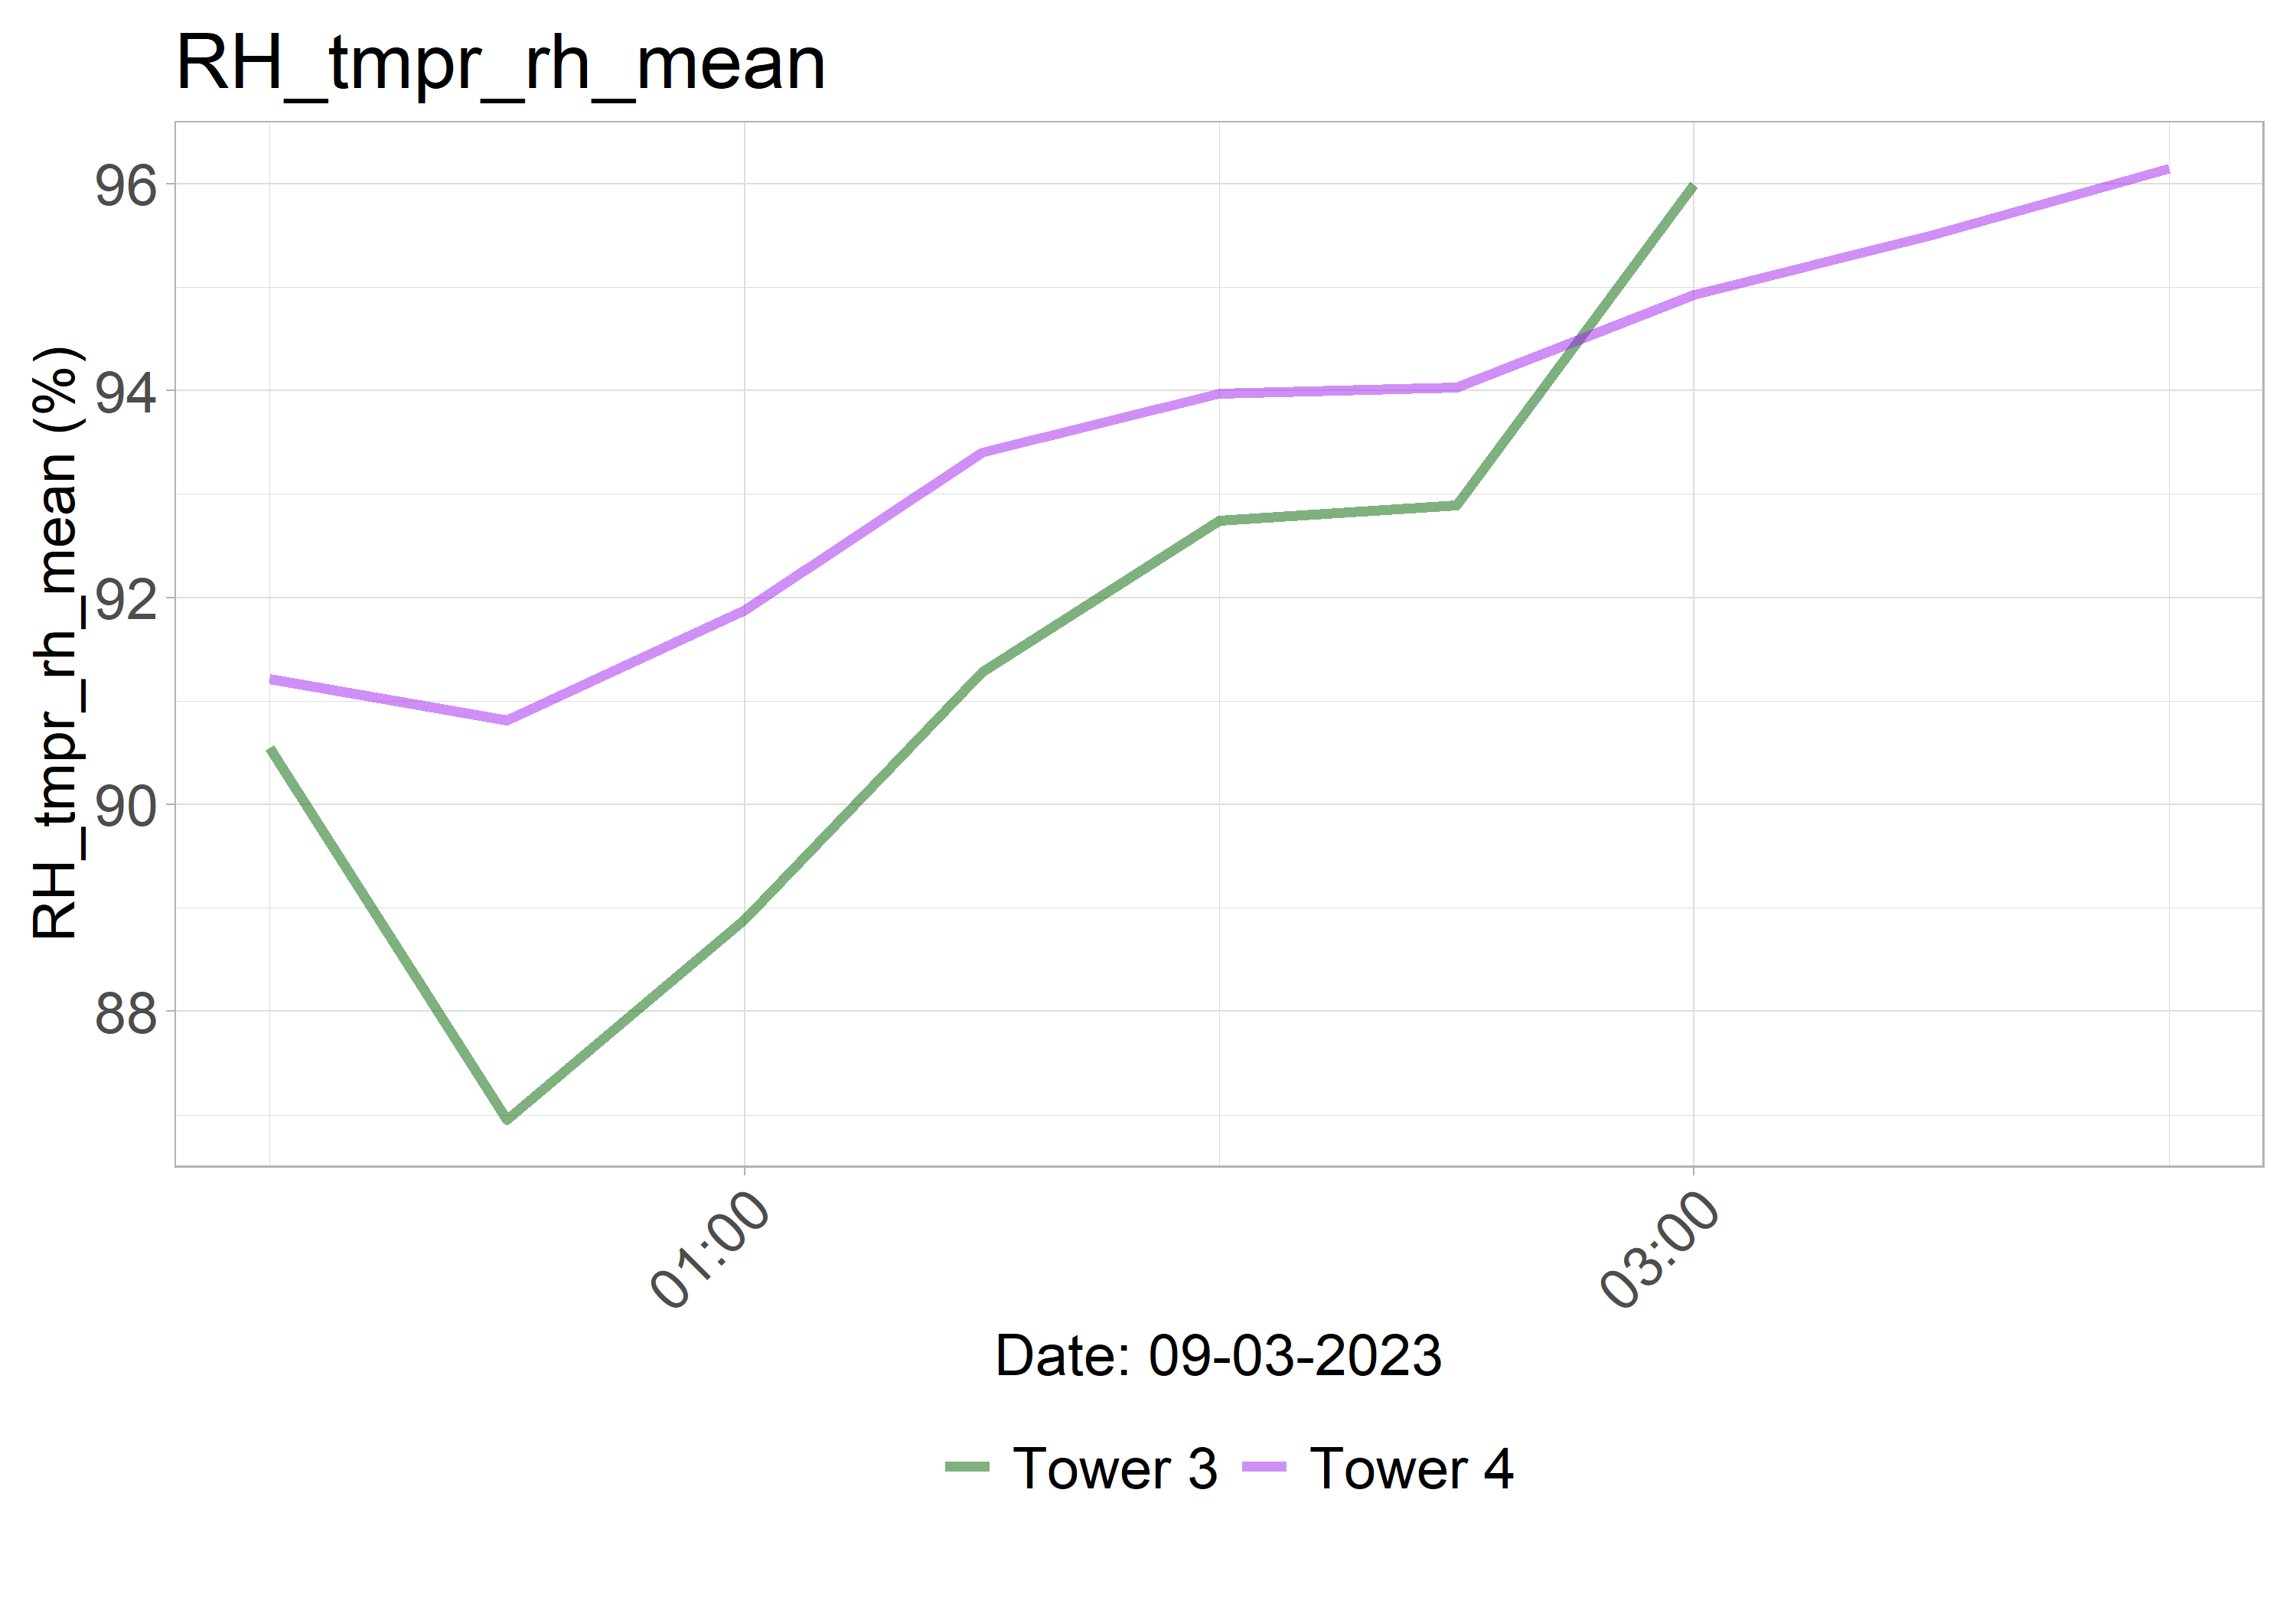 RH_tmpr_rh_mean
RH_tmpr_rh_mean (%)
96
94
92
90
88
01:00
03:00
Date: 09-03-2023
Tower 3
Tower 4